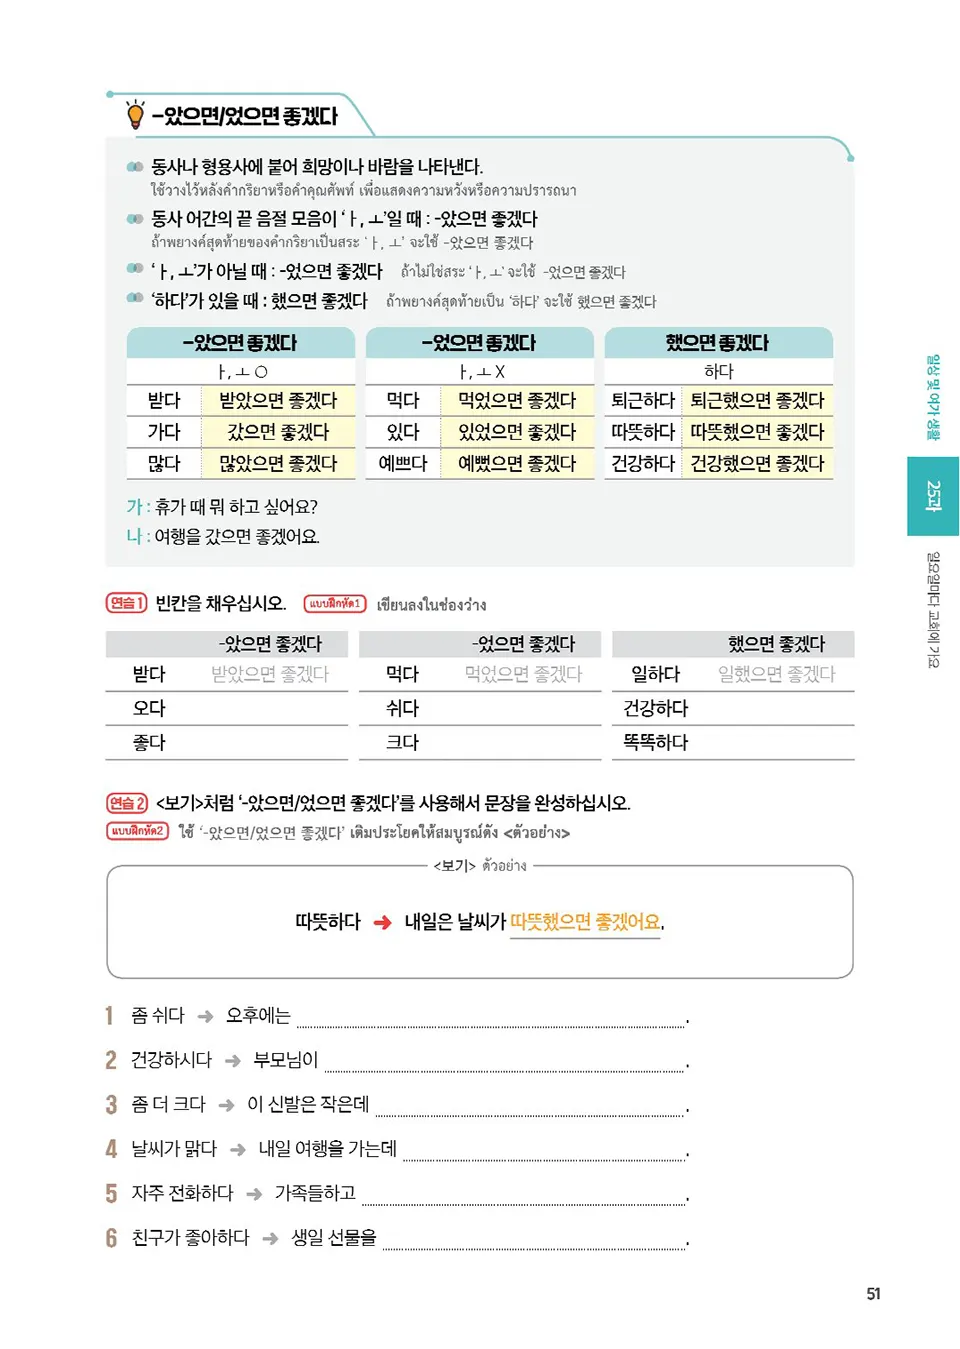 -았으면/었으면 좋겠다
동사나 형용사에 붙어 희망이나 바람을 나타낸다.
ใช้วางไว้หลังคำกริยาหรือคำคุณศัพท์ เพื่อแสดงความหวังหรือความปรารถนา
동사 어간의 끝 음절 모음이 ‘ㅏ, ㅗ’일 때 : -았으면 좋겠다
ถ้าพยางค์สุดท้ายของคำกริยาเป็นสระ ‘ㅏ, ㅗ’ จะใช้ -았으면 좋겠다
‘ㅏ, ㅗ’가 아닐 때 : -었으면 좋겠다 ถ้าไม่ใช่สระ ‘ㅏ, ㅗ’ จะใช้ -었으면 좋겠다
‘하다’가 있을 때 : 했으면 좋겠다 ถ้าพยางค์สุดท้ายเป็น ‘하다’ จะใช้ 했으면 좋겠다
-았으면 좋겠다 -었으면 좋겠다 했으면 좋겠다
ㅏ, ㅗ O ㅏ, ㅗ X 하다
받다 받았으면 좋겠다 먹다 먹었으면 좋겠다 퇴근하다 퇴근했으면 좋겠다
가다 갔으면 좋겠다 있다 있었으면 좋겠다 따뜻하다 따뜻했으면 좋겠다
많다 많았으면 좋겠다 예쁘다 예뻤으면 좋겠다 건강하다 건강했으면 좋겠다
가 : 휴가 때 뭐 하고 싶어요?
나 : 여행을 갔으면 좋겠어요.
연습 1 빈칸을 채우십시오. แบบฝึกหัด1 เขียนลงในช่องว่าง
-았으면 좋겠다 -었으면 좋겠다 했으면 좋겠다
받다 받았으면 좋겠다 먹다 먹었으면 좋겠다 일하다 일했으면 좋겠다
오다 쉬다 건강하다
좋다 크다 똑똑하다
연습 2 <보기>처럼 ‘-았으면/었으면 좋겠다’를 사용해서 문장을 완성하십시오.
แบบฝึกหัด2 ใช้ ‘-았으면/었으면 좋겠다’ เติมประโยคให้สมบูรณ์ดัง <ตัวอย่าง>
<보기> ตัวอย่าง
따뜻하다 ➜ 내일은 날씨가 따뜻했으면 좋겠어요.
1 좀 쉬다 ➜ 오후에는 .
2 건강하시다 ➜ 부모님이 .
3 좀 더 크다 ➜ 이 신발은 작은데 .
4 날씨가 맑다 ➜ 내일 여행을 가는데 .
5 자주 전화하다 ➜ 가족들하고 .
6 친구가 좋아하다 ➜ 생일 선물을 .
일상 및 여가 생활
25과
일요일마다 교회에 가요
51